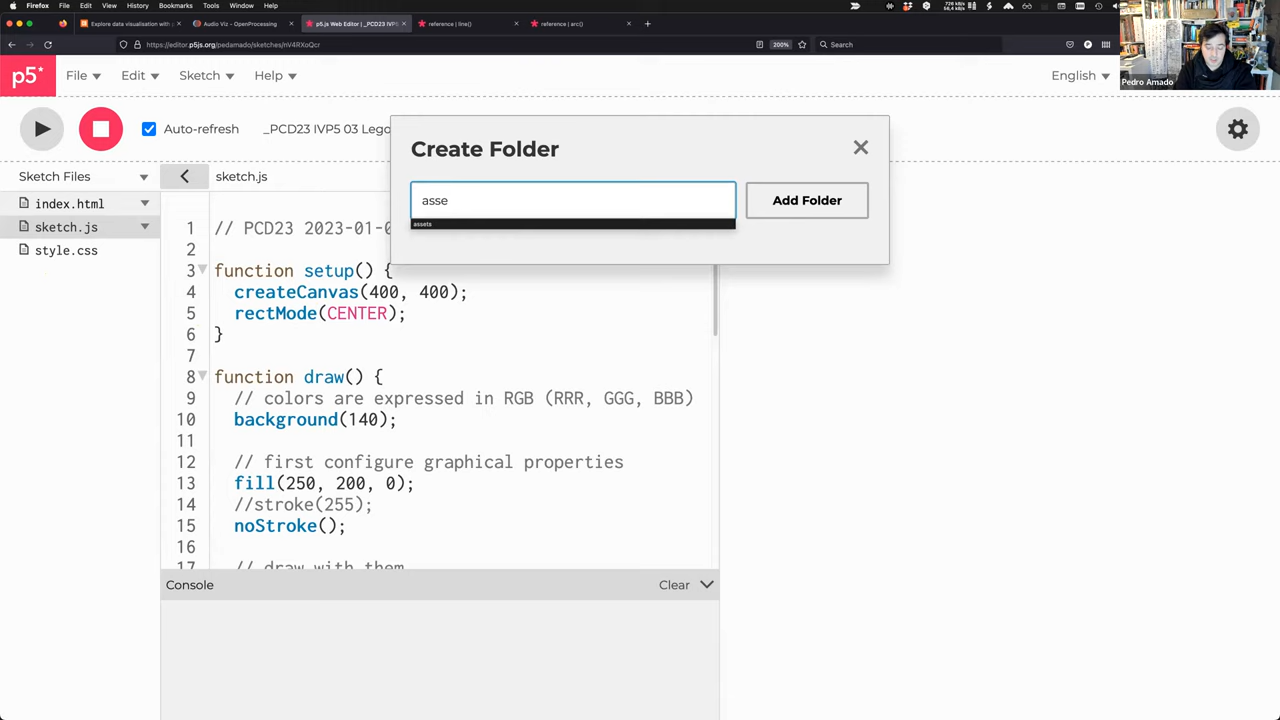 Firefox File Edit View History Bookmarks Tools Window Help
Explore data visualisation with p
Audio Viz - OpenProcessing
p5.js Web Editor | _PCD23 IVP5
reference | line()
reference | arc()
https://editor.p5js.org/pedamado/sketches/nV4RXoQcr
200%
Search
Pedro Amado
p5*
File
Edit
Sketch
Help
English
Auto-refresh
_PCD23 IVP5 03 Lego
Create Folder
asse
Add Folder
assets
Sketch Files
sketch.js
index.html
sketch.js
style.css
1 // PCD23 2023-01-0
2
3 function setup() {
4 createCanvas(400, 400);
5 rectMode(CENTER);
6 }
7
8 function draw() {
9 // colors are expressed in RGB (RRR, GGG, BBB)
10 background(140);
11
12 // first configure graphical properties
13 fill(250, 200, 0);
14 //stroke(255);
15 noStroke();
16
17 // draw with them
Console
Clear